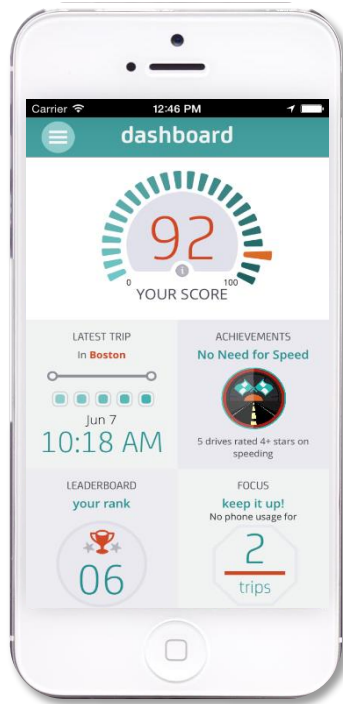 Carrier 12:46 PM
dashboard
92
i
0 100
YOUR SCORE
LATEST TRIP
In Boston
Jun 7
10:18 AM
ACHIEVEMENTS
No Need for Speed
5 drives rated 4+ stars on
speeding
LEADERBOARD
your rank
06
FOCUS
keep it up!
No phone usage for
2
trips